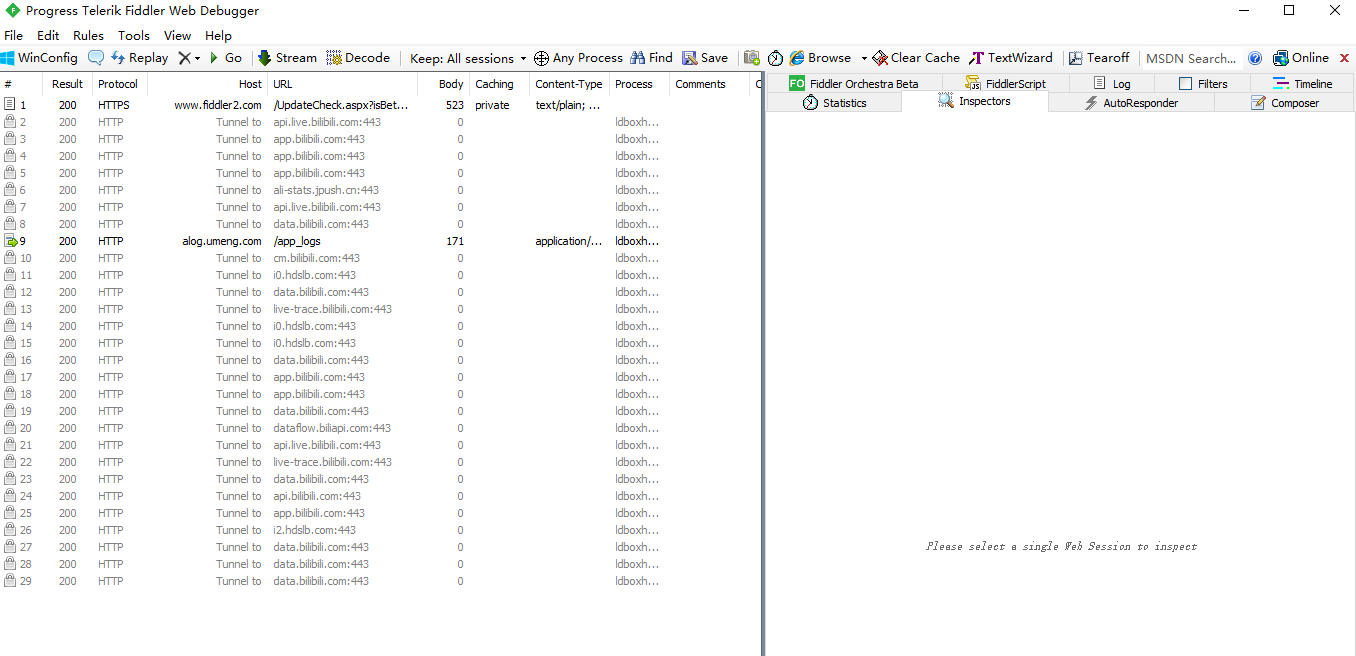 Progress Telerik Fiddler Web Debugger
File Edit Rules Tools View Help
WinConfig Replay Go Stream Decode Keep: All sessions Any Process Find Save Browse Clear Cache TextWizard Tearoff MSDN Search... Online
# Result Protocol Host URL Body Caching Content-Type Process Comments C
1 200 HTTPS www.fiddler2.com /UpdateCheck.aspx?isBet... 523 private text/plain; ...
2 200 HTTP Tunnel to api.live.bilibili.com:443 0 ldboxh...
3 200 HTTP Tunnel to app.bilibili.com:443 0 ldboxh...
4 200 HTTP Tunnel to app.bilibili.com:443 0 ldboxh...
5 200 HTTP Tunnel to app.bilibili.com:443 0 ldboxh...
6 200 HTTP Tunnel to ali-stats.jpush.cn:443 0 ldboxh...
7 200 HTTP Tunnel to api.live.bilibili.com:443 0 ldboxh...
8 200 HTTP Tunnel to data.bilibili.com:443 0 ldboxh...
9 200 HTTP alog.umeng.com /app_logs 171 application/... ldboxh...
10 200 HTTP Tunnel to cm.bilibili.com:443 0 ldboxh...
11 200 HTTP Tunnel to i0.hdslb.com:443 0 ldboxh...
12 200 HTTP Tunnel to data.bilibili.com:443 0 ldboxh...
13 200 HTTP Tunnel to live-trace.bilibili.com:443 0 ldboxh...
14 200 HTTP Tunnel to i0.hdslb.com:443 0 ldboxh...
15 200 HTTP Tunnel to i0.hdslb.com:443 0 ldboxh...
16 200 HTTP Tunnel to data.bilibili.com:443 0 ldboxh...
17 200 HTTP Tunnel to app.bilibili.com:443 0 ldboxh...
18 200 HTTP Tunnel to app.bilibili.com:443 0 ldboxh...
19 200 HTTP Tunnel to data.bilibili.com:443 0 ldboxh...
20 200 HTTP Tunnel to dataflow.biliapi.com:443 0 ldboxh...
21 200 HTTP Tunnel to api.live.bilibili.com:443 0 ldboxh...
22 200 HTTP Tunnel to live-trace.bilibili.com:443 0 ldboxh...
23 200 HTTP Tunnel to data.bilibili.com:443 0 ldboxh...
24 200 HTTP Tunnel to api.bilibili.com:443 0 ldboxh...
25 200 HTTP Tunnel to app.bilibili.com:443 0 ldboxh...
26 200 HTTP Tunnel to i2.hdslb.com:443 0 ldboxh...
27 200 HTTP Tunnel to data.bilibili.com:443 0 ldboxh...
28 200 HTTP Tunnel to data.bilibili.com:443 0 ldboxh...
29 200 HTTP Tunnel to data.bilibili.com:443 0 ldboxh...
FO Fiddler Orchestra Beta FiddlerScript Log Filters Timeline
Statistics Inspectors AutoResponder Composer
Please select a single Web Session to inspect